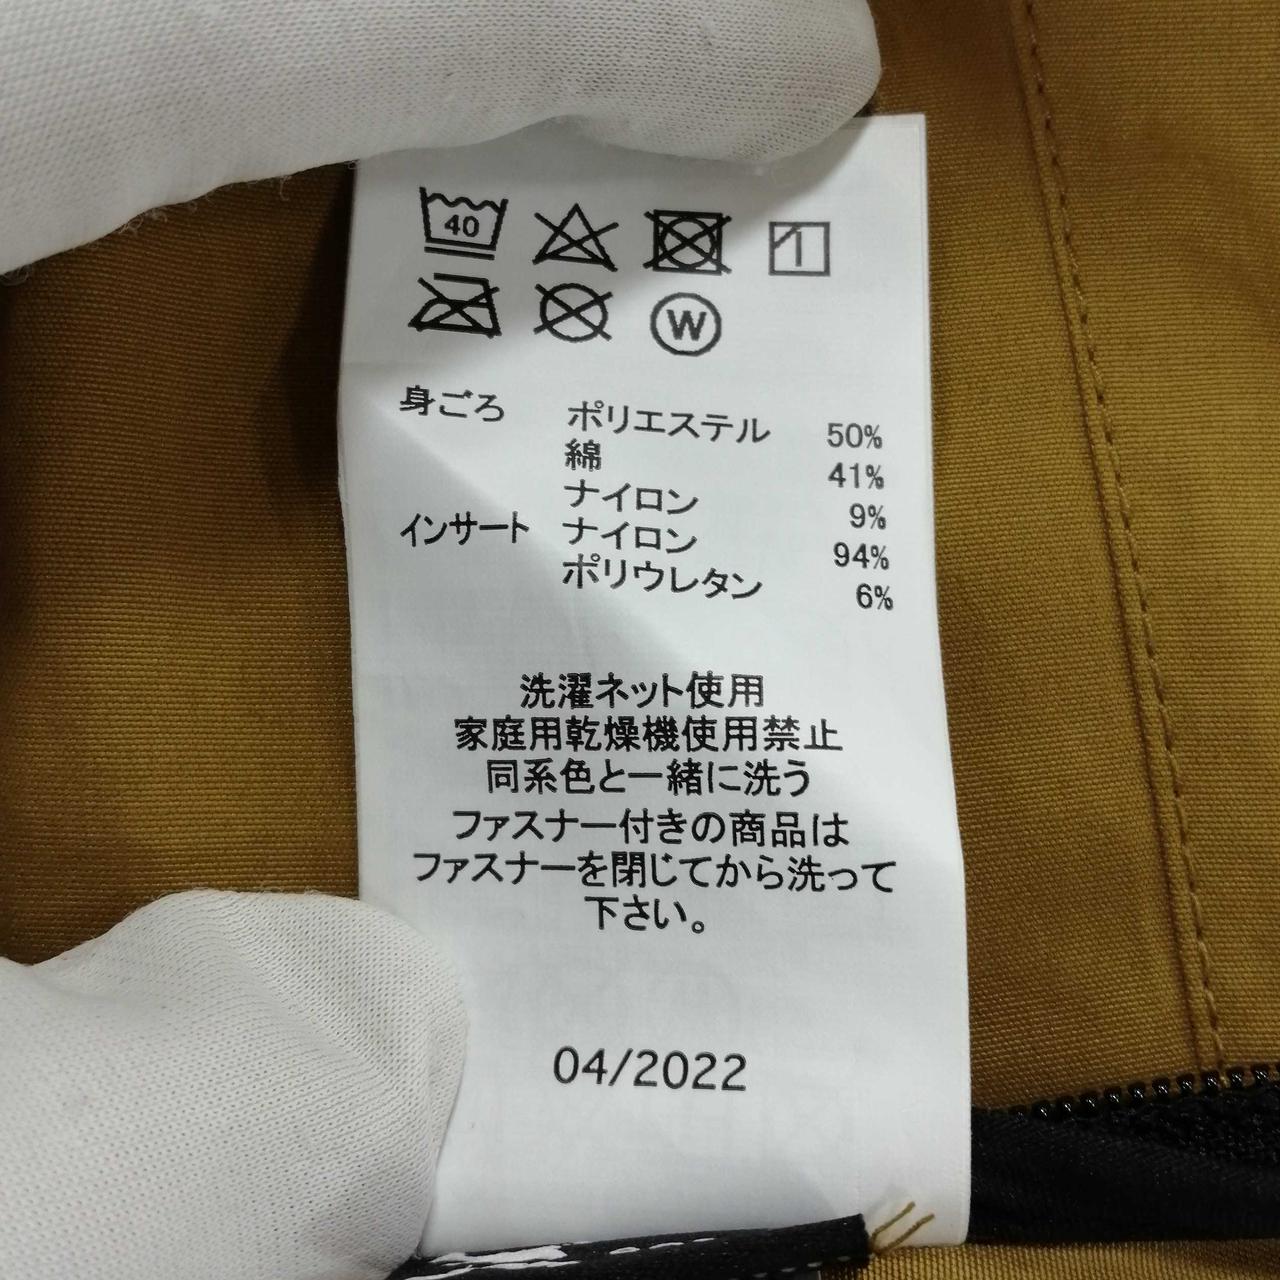 40
W
身ごろ ポリエステル 50%
綿 41%
ナイロン 9%
インサート ナイロン 94%
ポリウレタン 6%
洗濯ネット使用
家庭用乾燥機使用禁止
同系色と一緒に洗う
ファスナー付きの商品は
ファスナーを閉じてから洗って
下さい。
04/2022